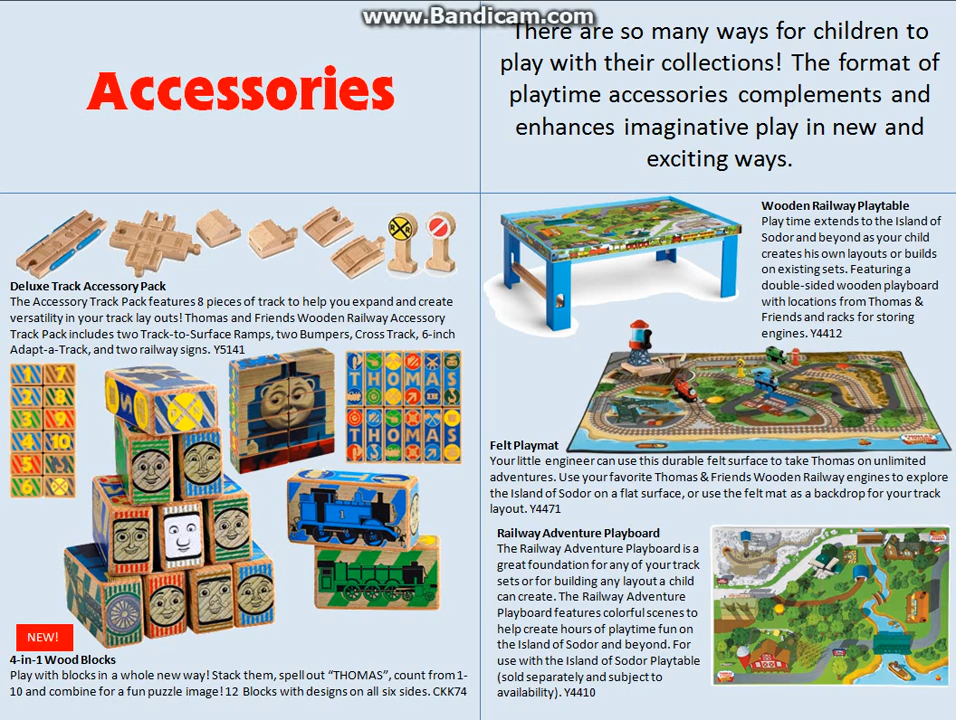 www.Bandicam.com
Accessories
There are so many ways for children to
play with their collections! The format of
playtime accessories complements and
enhances imaginative play in new and
exciting ways.
Deluxe Track Accessory Pack
The Accessory Track Pack features 8 pieces of track to help you expand and create
versatility in your track lay outs! Thomas and Friends Wooden Railway Accessory
Track Pack includes two Track-to-Surface Ramps, two Bumpers, Cross Track, 6-inch
Adapt-a-Track, and two railway signs. Y5141
1 7
2 8
3 9
4 10
5
6
THOMAS
THOMAS
NEW!
4-in-1 Wood Blocks
Play with blocks in a whole new way! Stack them, spell out “THOMAS”, count from 1-
10 and combine for a fun puzzle image! 12 Blocks with designs on all six sides. CKK74
Wooden Railway Playtable
Play time extends to the Island of
Sodor and beyond as your child
creates his own layouts or builds
on existing sets. Featuring a
double-sided wooden playboard
with locations from Thomas &
Friends and racks for storing
engines. Y4412
Felt Playmat
Your little engineer can use this durable felt surface to take Thomas on unlimited
adventures. Use your favorite Thomas & Friends Wooden Railway engines to explore
the Island of Sodor on a flat surface, or use the felt mat as a backdrop for your track
layout. Y4471
Railway Adventure Playboard
The Railway Adventure Playboard is a
great foundation for any of your track
sets or for building any layout a child
can create. The Railway Adventure
Playboard features colorful scenes to
help create hours of playtime fun on
the Island of Sodor and beyond. For
use with the Island of Sodor Playtable
(sold separately and subject to
availability). Y4410